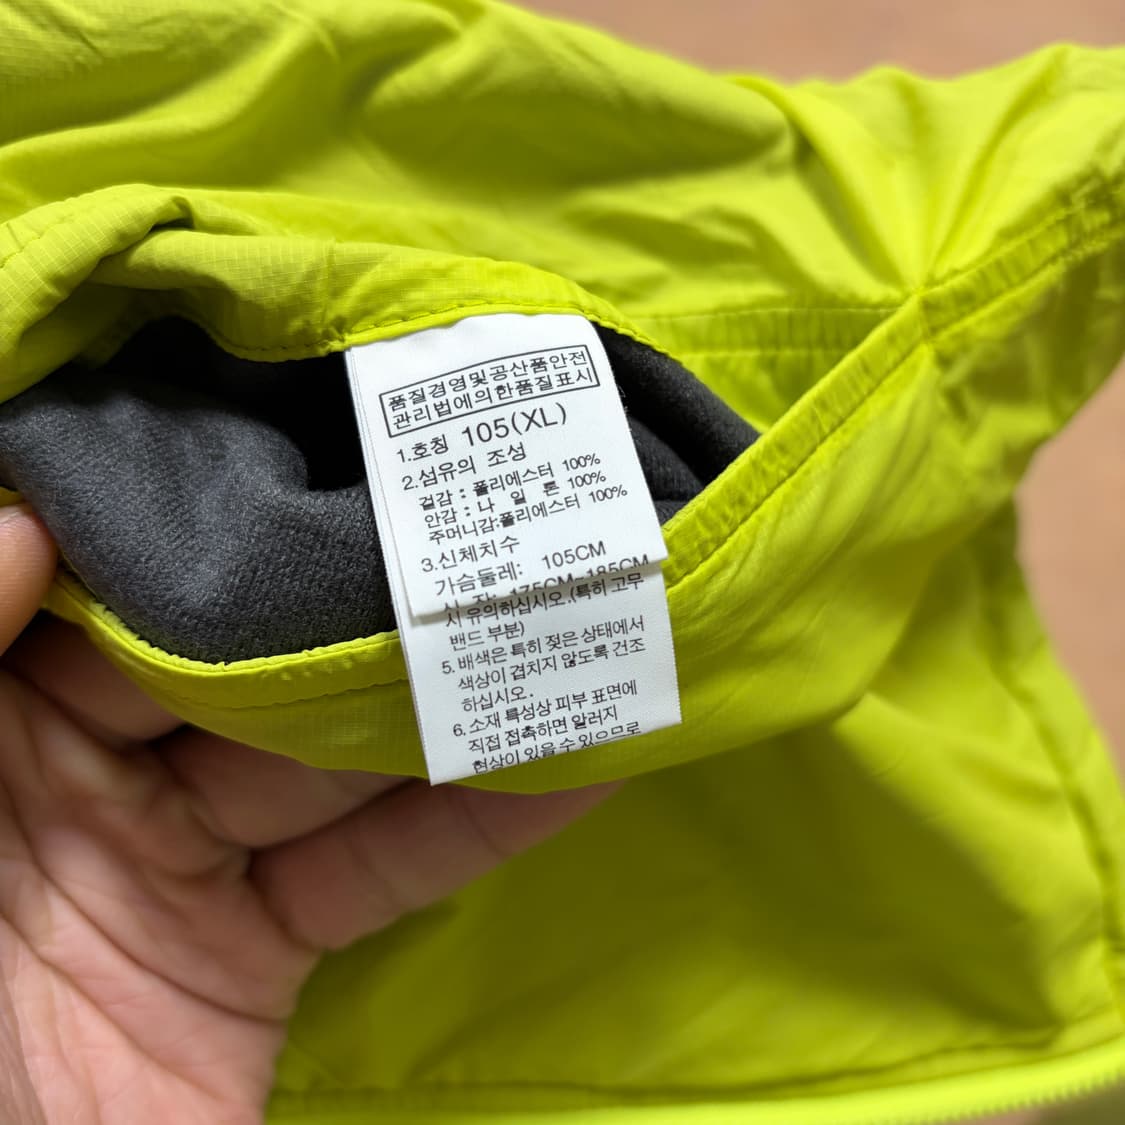 품질경영및공산품안전
관리법에의한품질표시
1.호칭 105(XL)
2.섬유의 조성
겉감 : 폴리에스터 100%
안감 : 나 일 론 100%
주머니감:폴리에스터 100%
3.신체치수
가슴둘레: 105CM
신 장: 175CM-185CM
시 유의하십시오.(특히 고무
밴드 부분)
5.배색은 특히 젖은 상태에서
색상이 겹치지 않도록 건조
하십시오.
6.소재 특성상 피부 표면에
직접 접촉하면 알러지
현상이 있을 수 있으므로